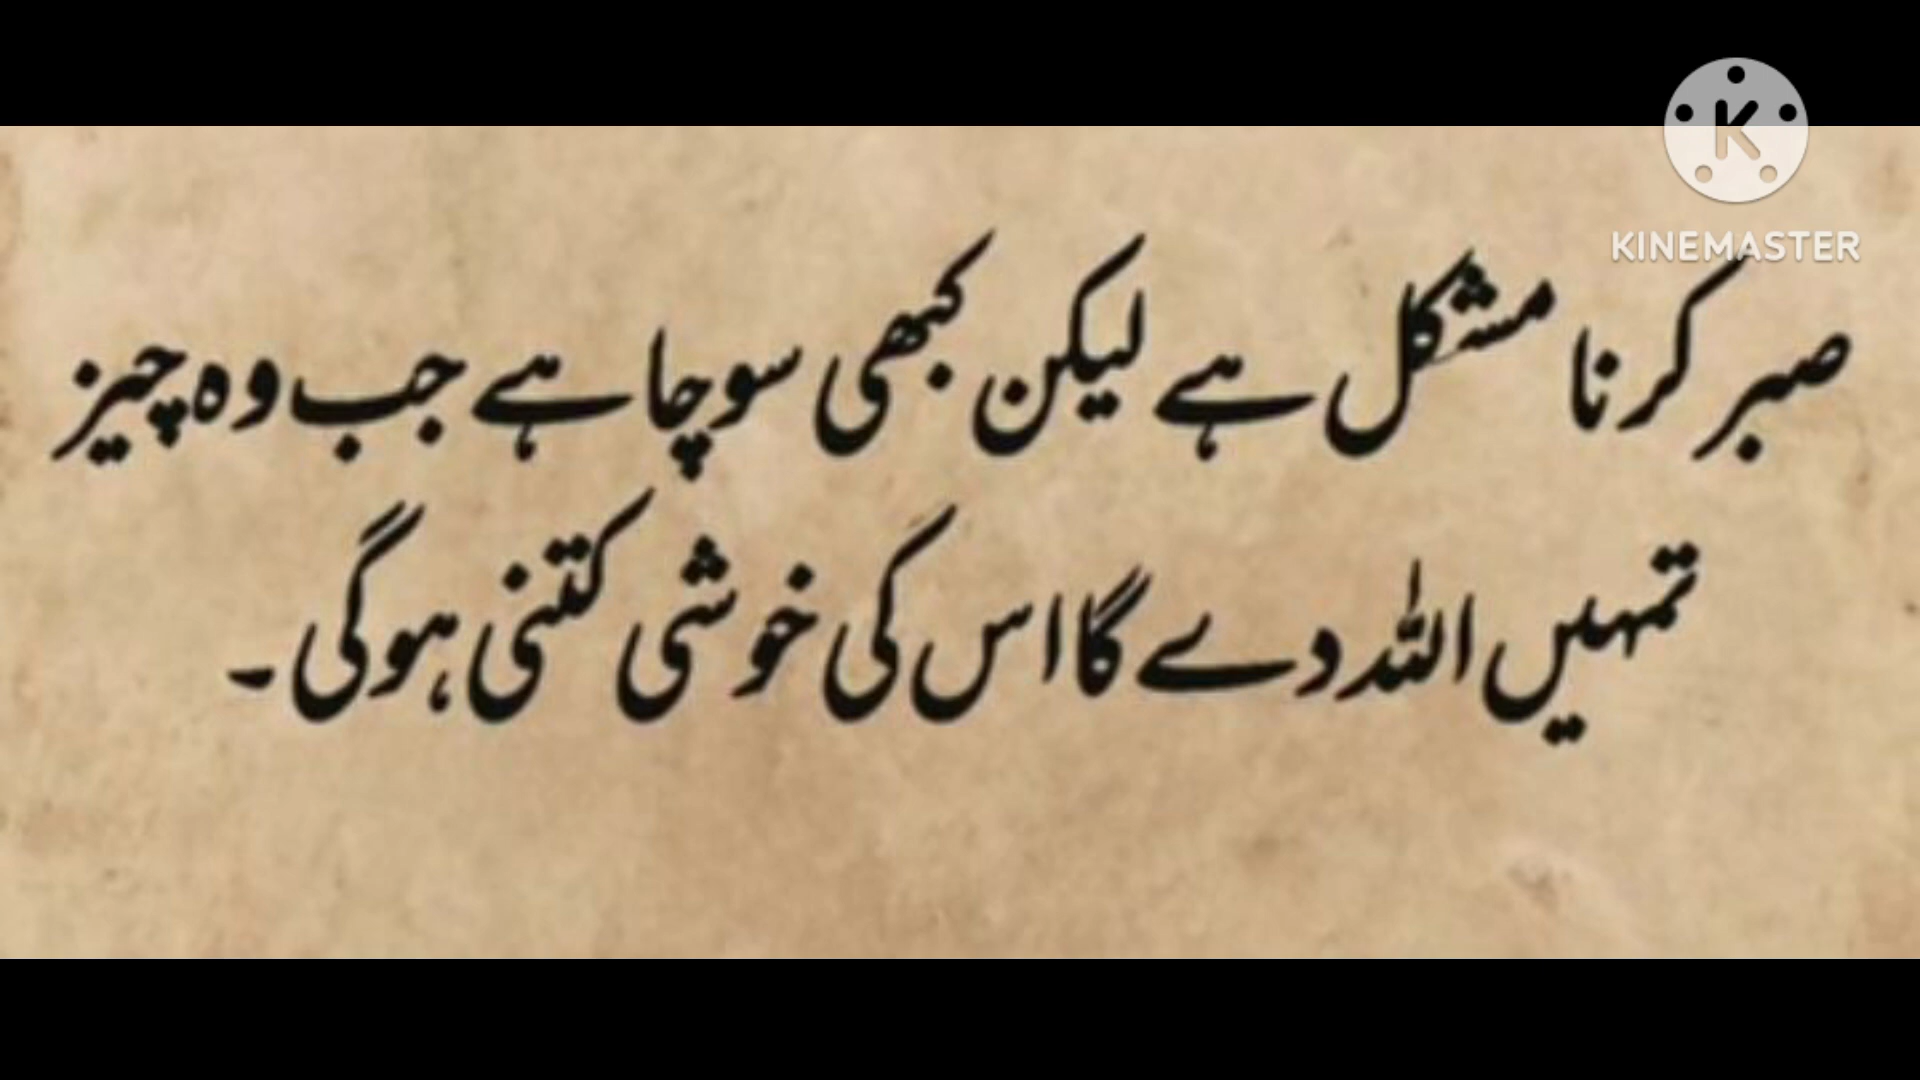 KINEMASTER
صبر کرنا مشکل ہے لیکن کبھی سوچا ہے جب وہ چیز
تمہیں اللہ دے گا اس کی خوشی کتنی ہوگی۔